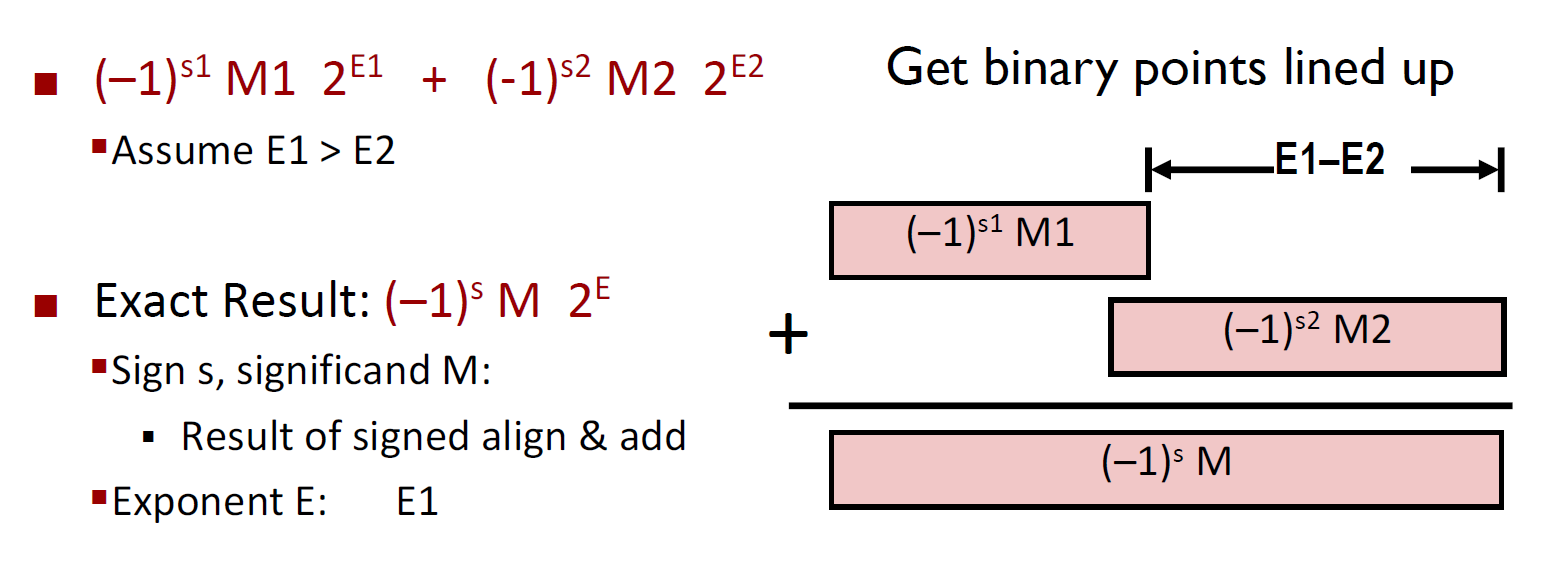 ▪ (–1)^s1 M1 2^E1 + (-1)^s2 M2 2^E2
▪ Assume E1 > E2
▪ Exact Result: (–1)^s M 2^E
▪ Sign s, significand M:
▪ Result of signed align & add
▪ Exponent E: E1
Get binary points lined up
E1–E2
(–1)^s1 M1
+
(–1)^s2 M2
(–1)^s M